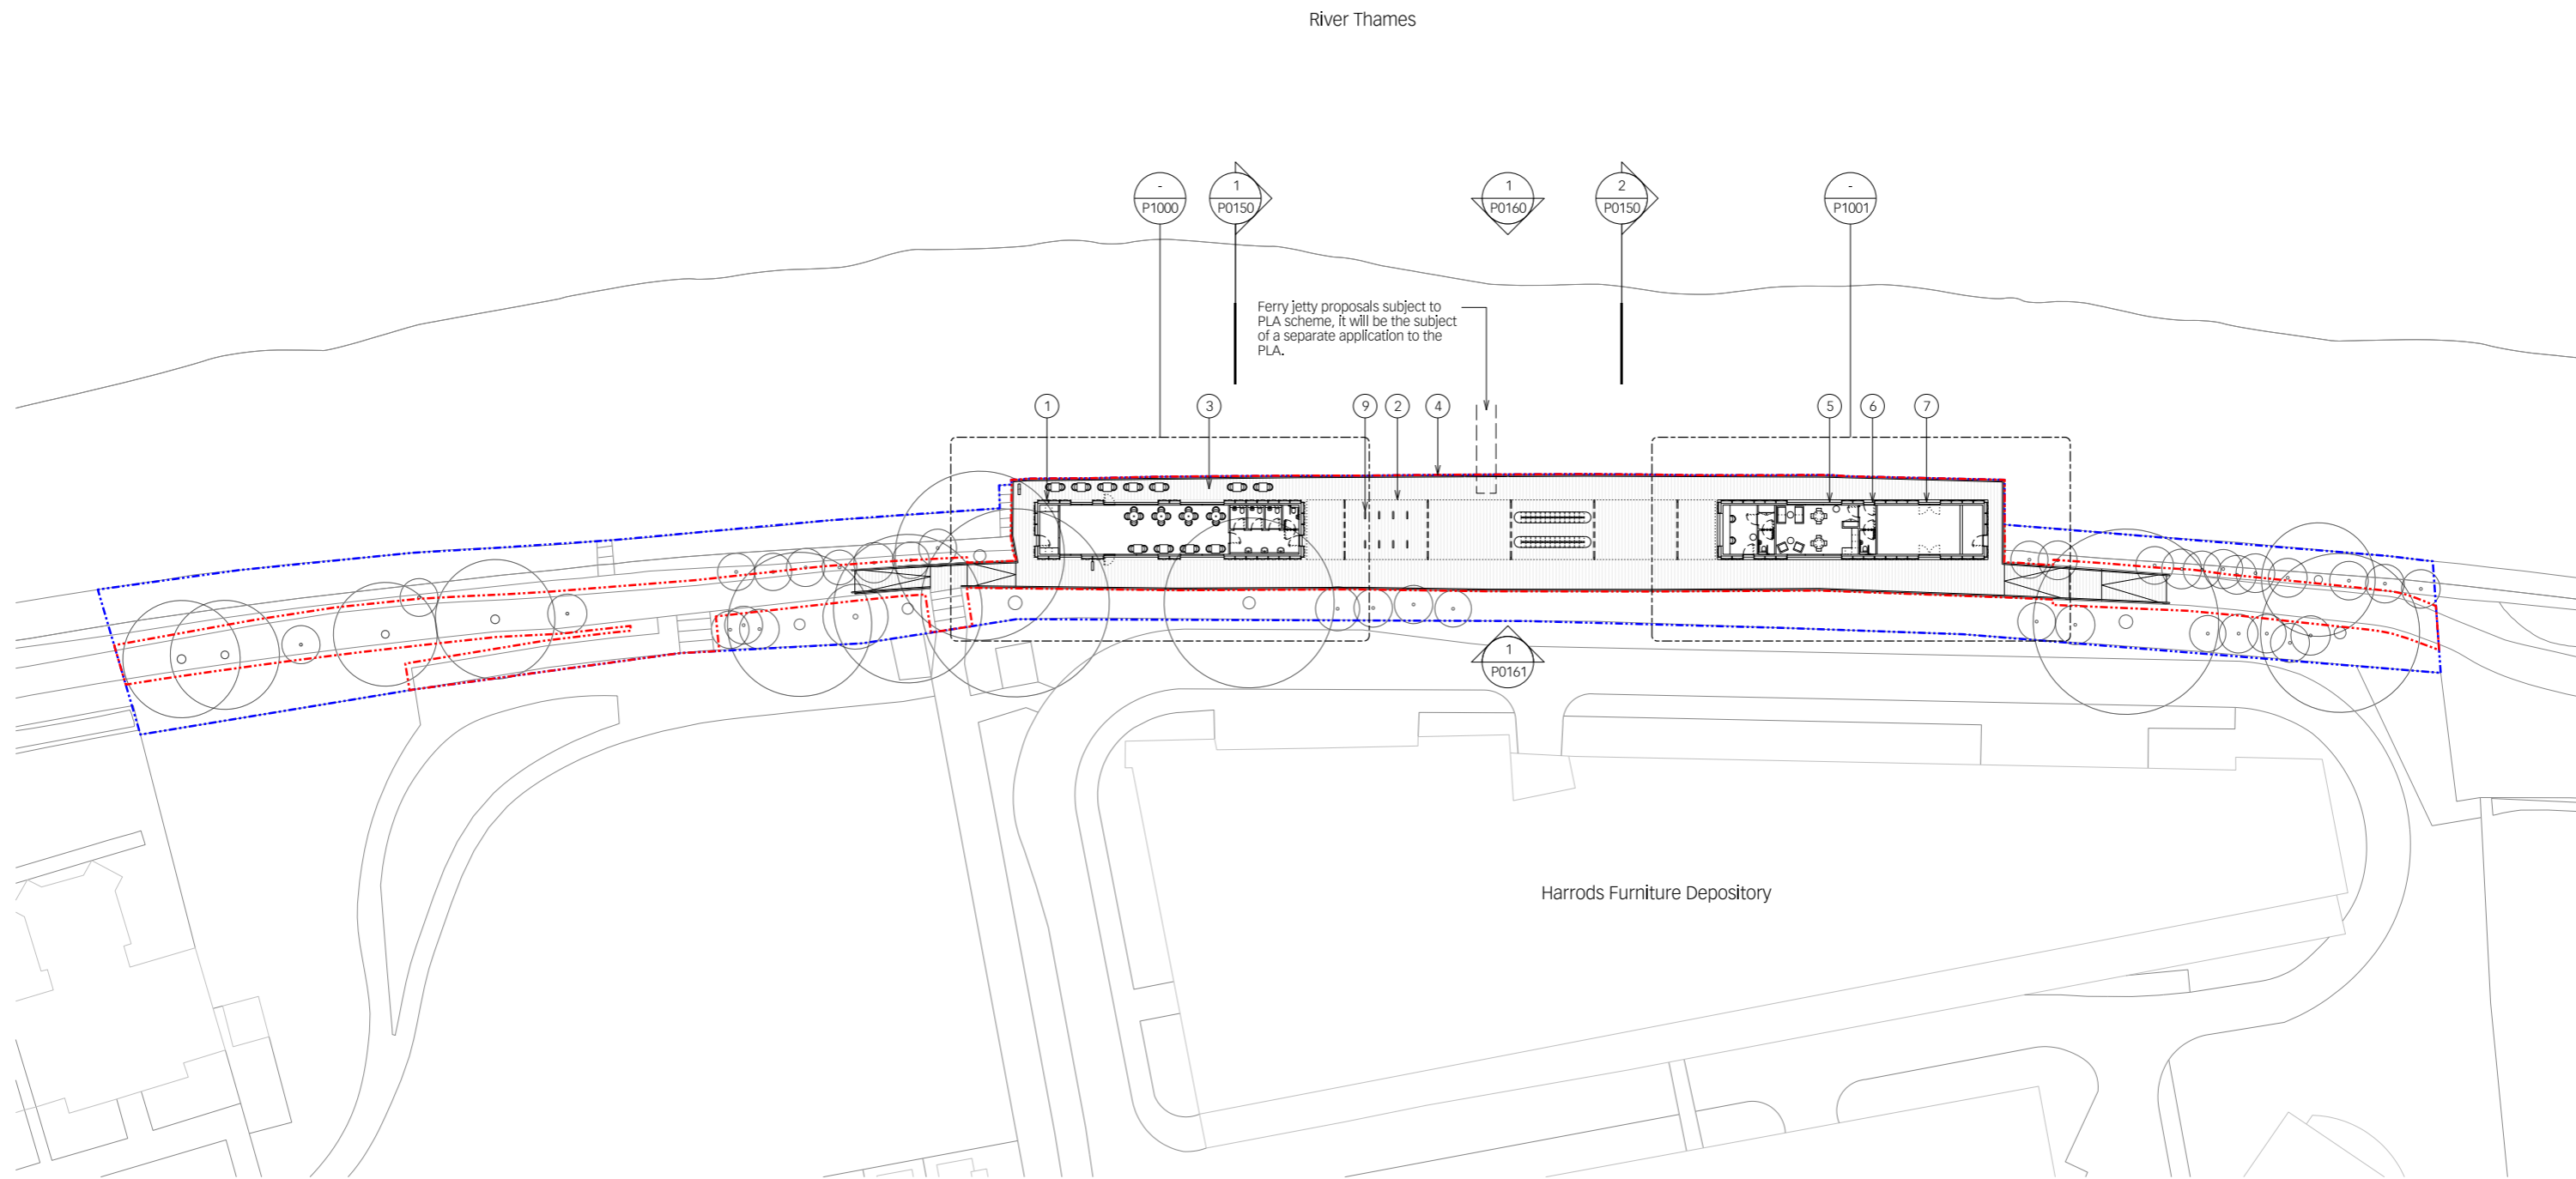 River Thames
-
P1000
1
P0150
1
P0160
2
P0150
-
P1001
Ferry jetty proposals subject to
PLA scheme, it will be the subject
of a separate application to the
PLA.
1
3
9
2
4
5
6
7
1
P0161
Harrods Furniture Depository